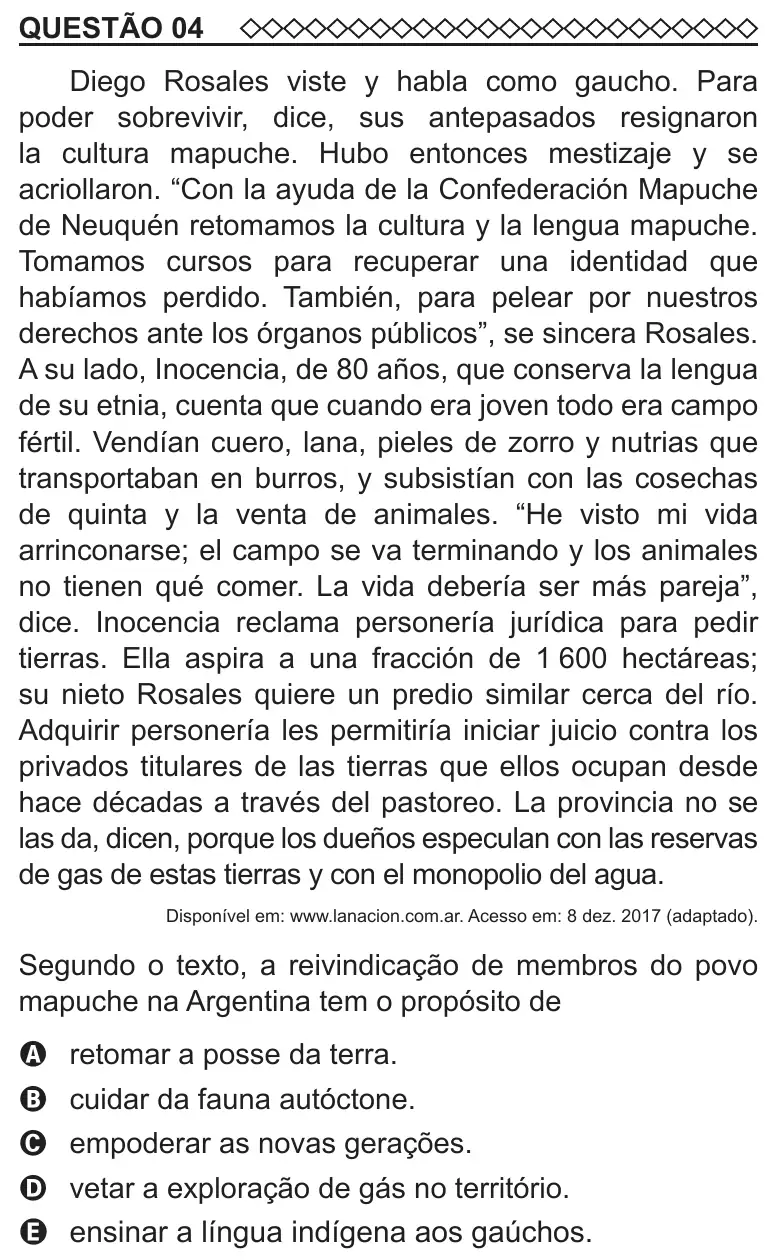 QUESTÃO 04
Diego Rosales viste y habla como gaucho. Para
poder sobrevivir, dice, sus antepasados resignaron
la cultura mapuche. Hubo entonces mestizaje y se
acriollaron. “Con la ayuda de la Confederación Mapuche
de Neuquén retomamos la cultura y la lengua mapuche.
Tomamos cursos para recuperar una identidad que
habíamos perdido. También, para pelear por nuestros
derechos ante los órganos públicos”, se sincera Rosales.
A su lado, Inocencia, de 80 años, que conserva la lengua
de su etnia, cuenta que cuando era joven todo era campo
fértil. Vendían cuero, lana, pieles de zorro y nutrias que
transportaban en burros, y subsistían con las cosechas
de quinta y la venta de animales. “He visto mi vida
arrinconarse; el campo se va terminando y los animales
no tienen qué comer. La vida debería ser más pareja”,
dice. Inocencia reclama personería jurídica para pedir
tierras. Ella aspira a una fracción de 1 600 hectáreas;
su nieto Rosales quiere un predio similar cerca del río.
Adquirir personería les permitiría iniciar juicio contra los
privados titulares de las tierras que ellos ocupan desde
hace décadas a través del pastoreo. La provincia no se
las da, dicen, porque los dueños especulan con las reservas
de gas de estas tierras y con el monopolio del agua.
Disponível em: www.lanacion.com.ar. Acesso em: 8 dez. 2017 (adaptado).
Segundo o texto, a reivindicação de membros do povo
mapuche na Argentina tem o propósito de
A retomar a posse da terra.
B cuidar da fauna autóctone.
C empoderar as novas gerações.
D vetar a exploração de gás no território.
E ensinar a língua indígena aos gaúchos.